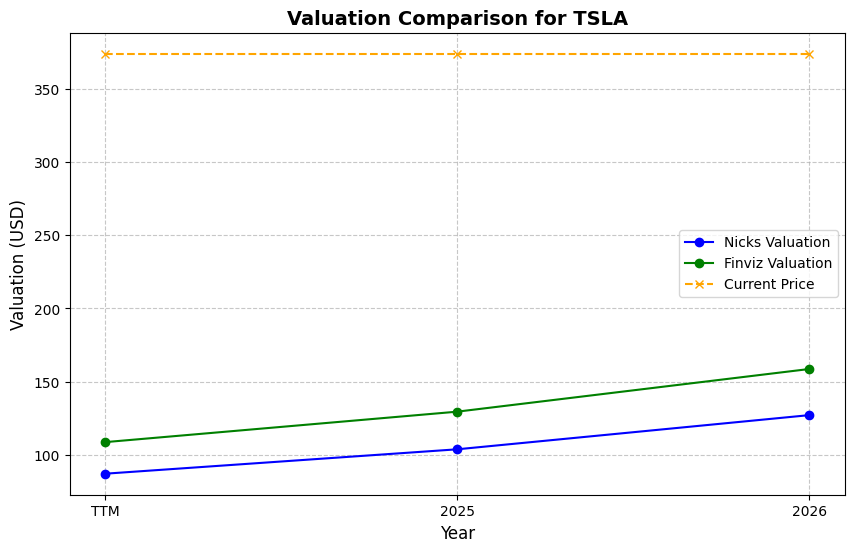 Valuation Comparison for TSLA
Valuation (USD)
350
300
250
200
150
100
Nicks Valuation
Finviz Valuation
Current Price
TTM
2025
2026
Year